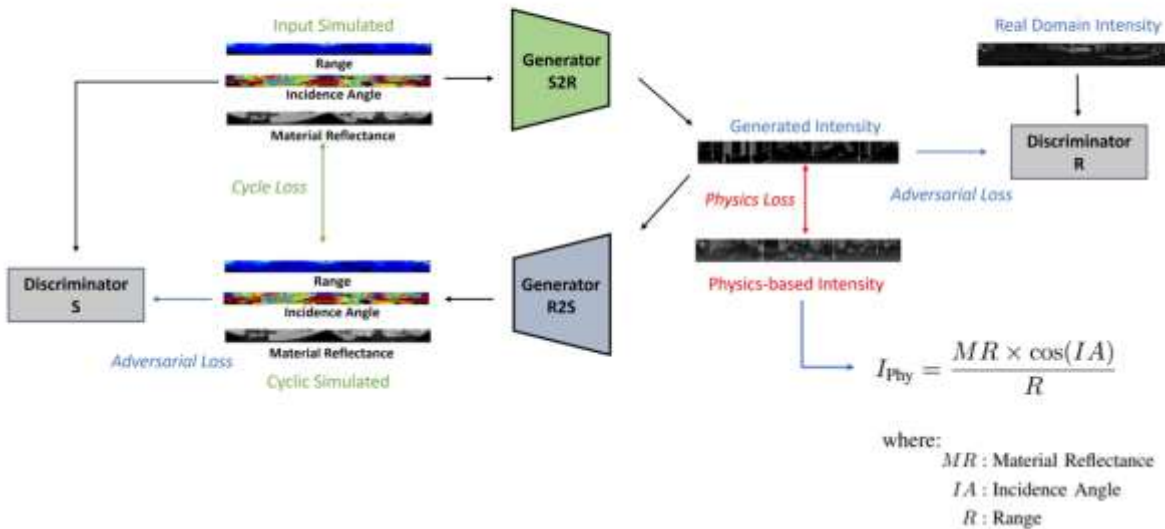 Input Simulated
Range
Incidence Angle
Material Reflectance
Generator
S2R
Real Domain Intensity
Generated Intensity
Discriminator
R
Cycle Loss
Physics Loss
Adversarial Loss
Discriminator
S
Range
Incidence Angle
Material Reflectance
Cyclic Simulated
Adversarial Loss
Generator
R2S
Physics-based Intensity
I_Phy = MR × cos(IA) / R
where:
MR : Material Reflectance
IA : Incidence Angle
R : Range